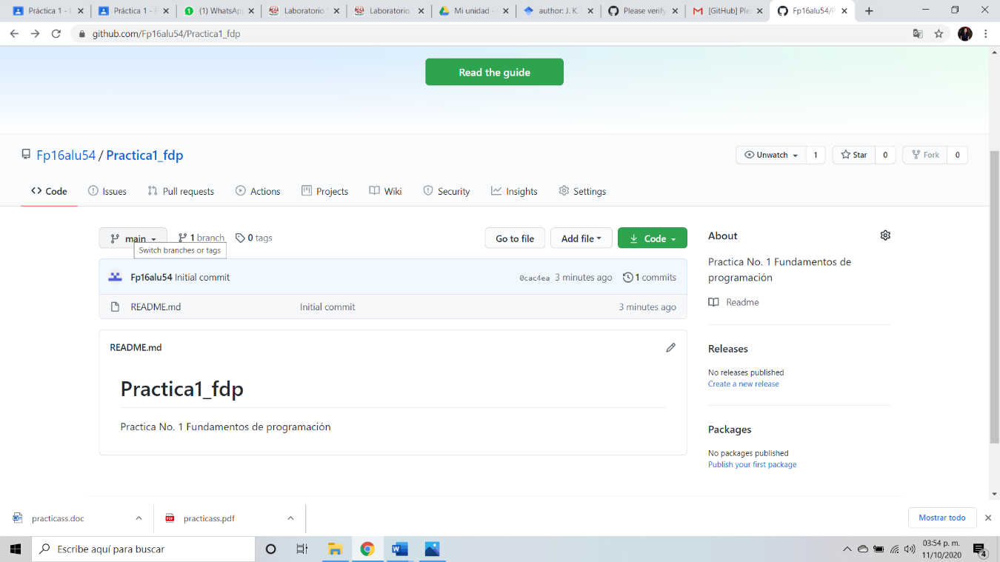 Práctica 1 - I
Práctica 1 - F
(1) WhatsAp
Laboratorio
Laboratorio
Mi unidad -
author: J. K.
Please verify
[GitHub] Ple
Fp16alu54/P
github.com/Fp16alu54/Practica1_fdp
Read the guide
Fp16alu54 / Practica1_fdp
Unwatch 1
Star 0
Fork 0
Code Issues Pull requests Actions Projects Wiki Security Insights Settings
main 1 branch 0 tags
Go to file Add file Code
Switch branches or tags
Fp16alu54 Initial commit 0cac4ea 3 minutes ago 1 commits
README.md Initial commit 3 minutes ago
README.md
Practica1_fdp
Practica No. 1 Fundamentos de programación
About
Practica No. 1 Fundamentos de
programación
Readme
Releases
No releases published
Create a new release
Packages
No packages published
Publish your first package
practicass.doc
PDF practicass.pdf
Mostrar todo
Escribe aquí para buscar
03:54 p. m.
11/10/2020
4